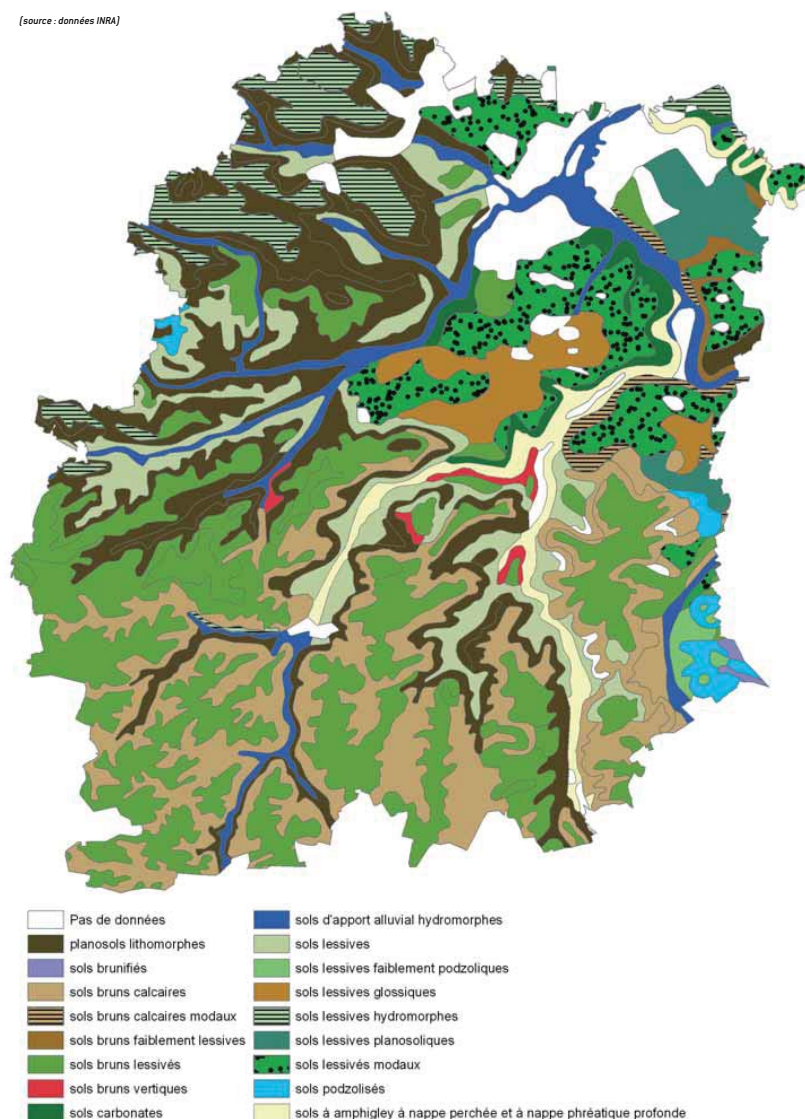 (source : données INRA)
Pas de données
planosols lithomorphes
sols brunifiés
sols bruns calcaires
sols bruns calcaires modaux
sols bruns faiblement lessives
sols bruns lessivés
sols bruns vertiques
sols carbonates
sols d'apport alluvial hydromorphes
sols lessives
sols lessives faiblement podzoliques
sols lessives glossiques
sols lessives hydromorphes
sols lessives planosoliques
sols lessivés modaux
sols podzolisés
sols à amphigley à nappe perchée et à nappe phréatique profonde